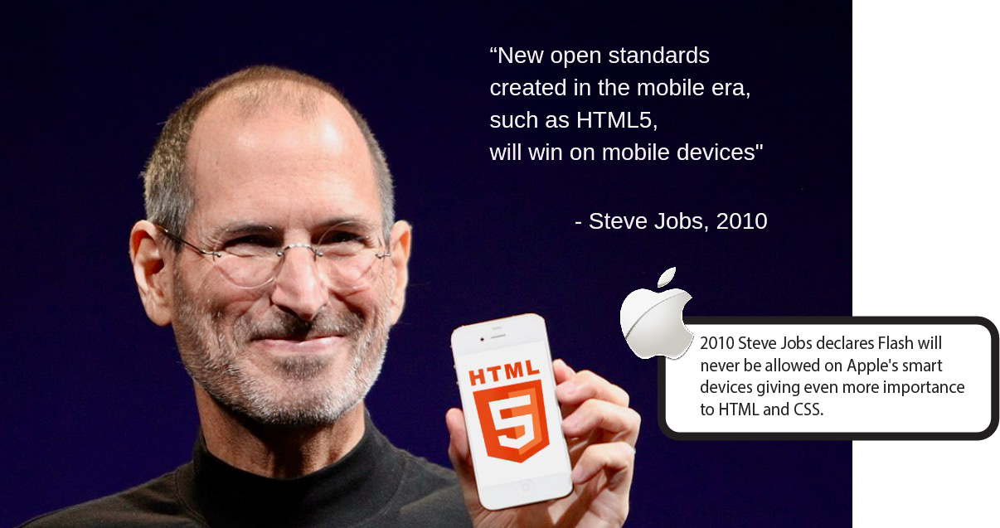 “New open standards
created in the mobile era,
such as HTML5,
will win on mobile devices"
- Steve Jobs, 2010
HTML
5
2010 Steve Jobs declares Flash will
never be allowed on Apple's smart
devices giving even more importance
to HTML and CSS.